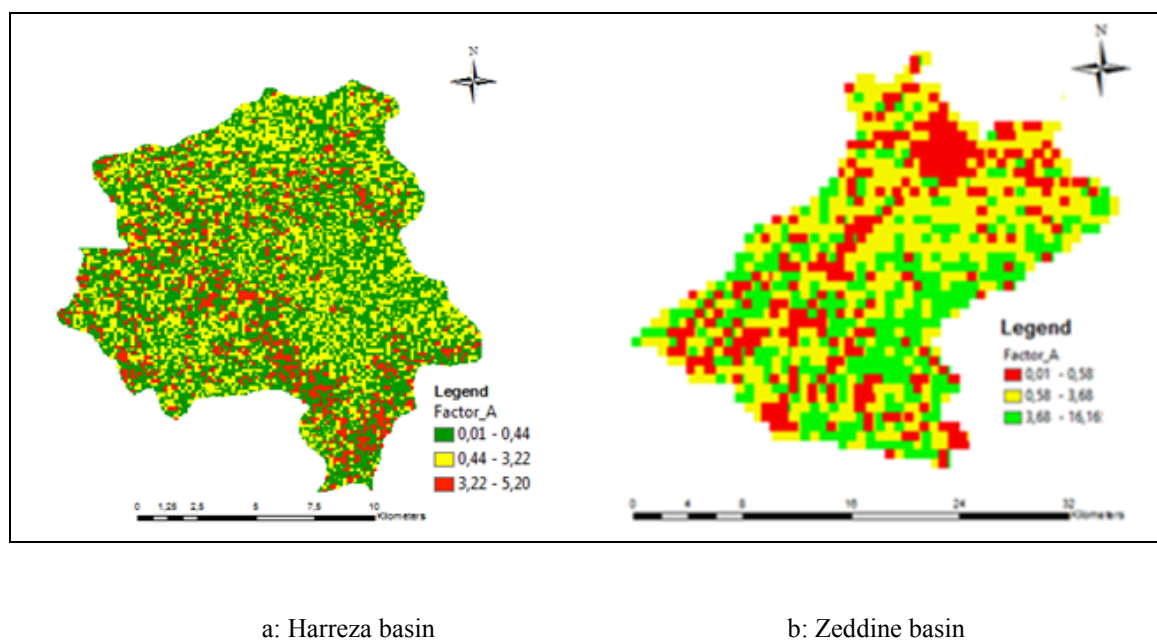 N
Legend
Factor_A
0,01 - 0,44
0,44 - 3,22
3,22 - 5,20
0 1,25 2,5 5 7,5 10
Kilometers
N
Legend
Factor_A
0,01 - 0,58
0,58 - 3,68
3,68 - 16,16
0 4 8 16 24 32
Kilometers
a: Harreza basin
b: Zeddine basin